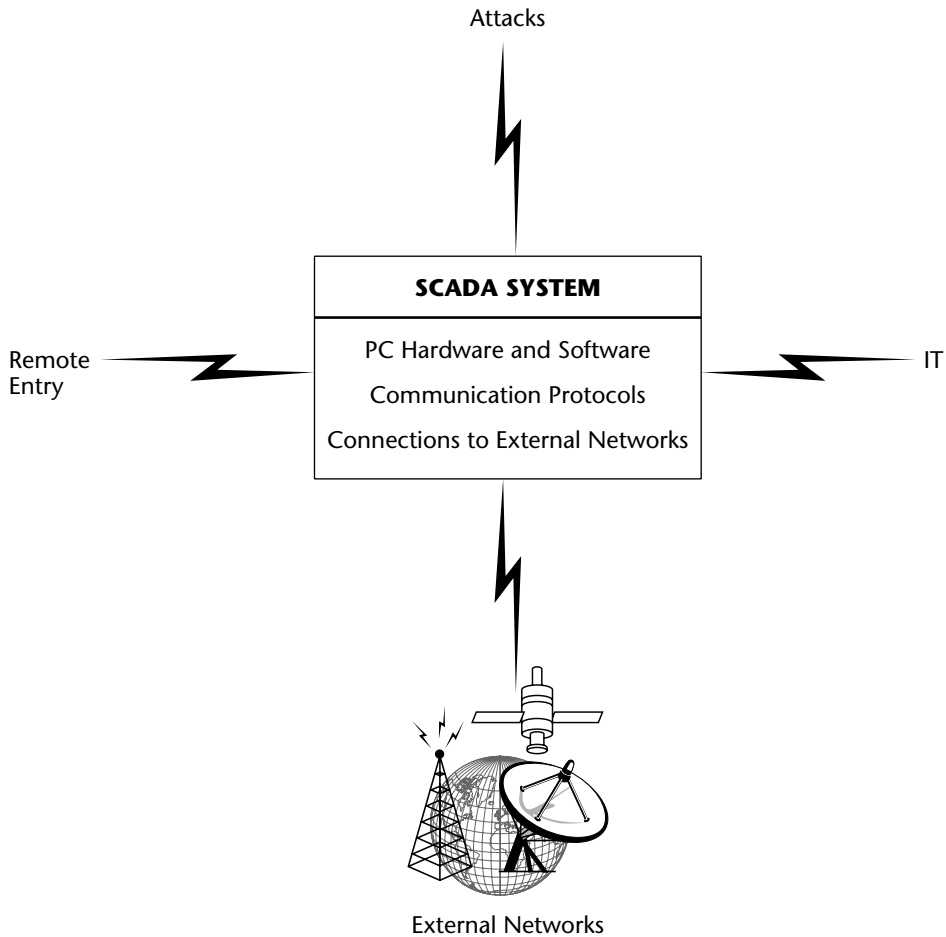 Attacks
SCADA SYSTEM
PC Hardware and Software
Communication Protocols
Connections to External Networks
Remote
Entry
IT
External Networks